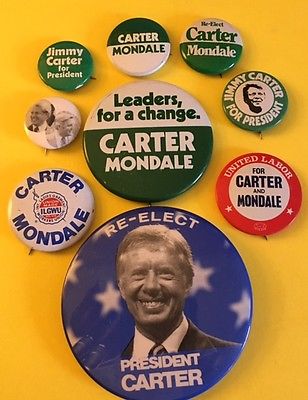 Jimmy
Carter
for
President
CARTER
MONDALE
Re-Elect
Carter
Mondale
Leaders,
for a change.
CARTER
MONDALE
JIMMY CARTER
FOR PRESIDENT
CARTER
ILGWU
MONDALE
UNITED LABOR
FOR
CARTER
AND
MONDALE
RE-ELECT
PRESIDENT
CARTER